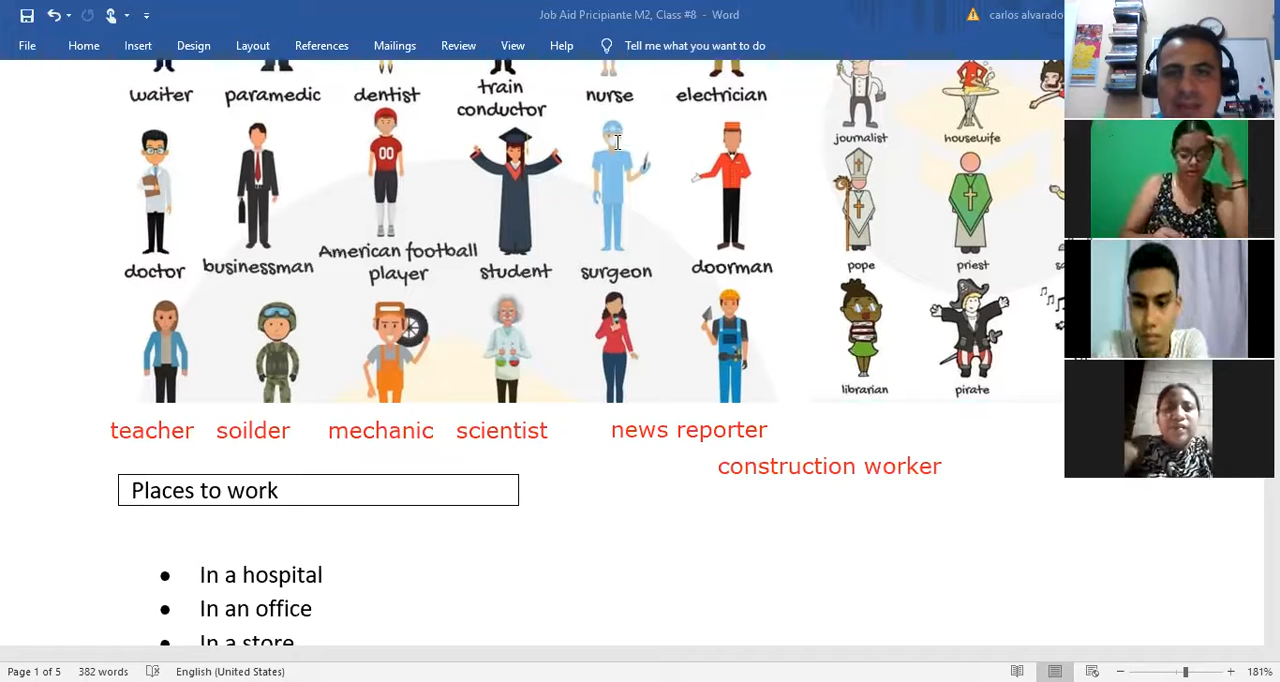 Job Aid Pricipiante M2, Class #8 - Word
carlos alvarado
File Home Insert Design Layout References Mailings Review View Help Tell me what you want to do
waiter paramedic dentist train conductor nurse electrician
journalist housewife
doctor businessman American football player student surgeon doorman
pope priest
librarian pirate
teacher soilder mechanic scientist news reporter
construction worker
Places to work
• In a hospital
• In an office
• In a store
Page 1 of 5 382 words English (United States) 181%